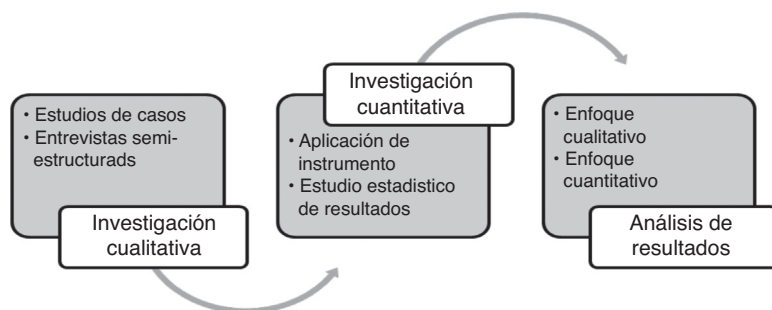 • Estudios de casos
• Entrevistas semi-
estructurads
Investigación
cualitativa
Investigación
cuantitativa
• Aplicación de
instrumento
• Estudio estadistico
de resultados
• Enfoque
cualitativo
• Enfoque
cuantitativo
Análisis de
resultados